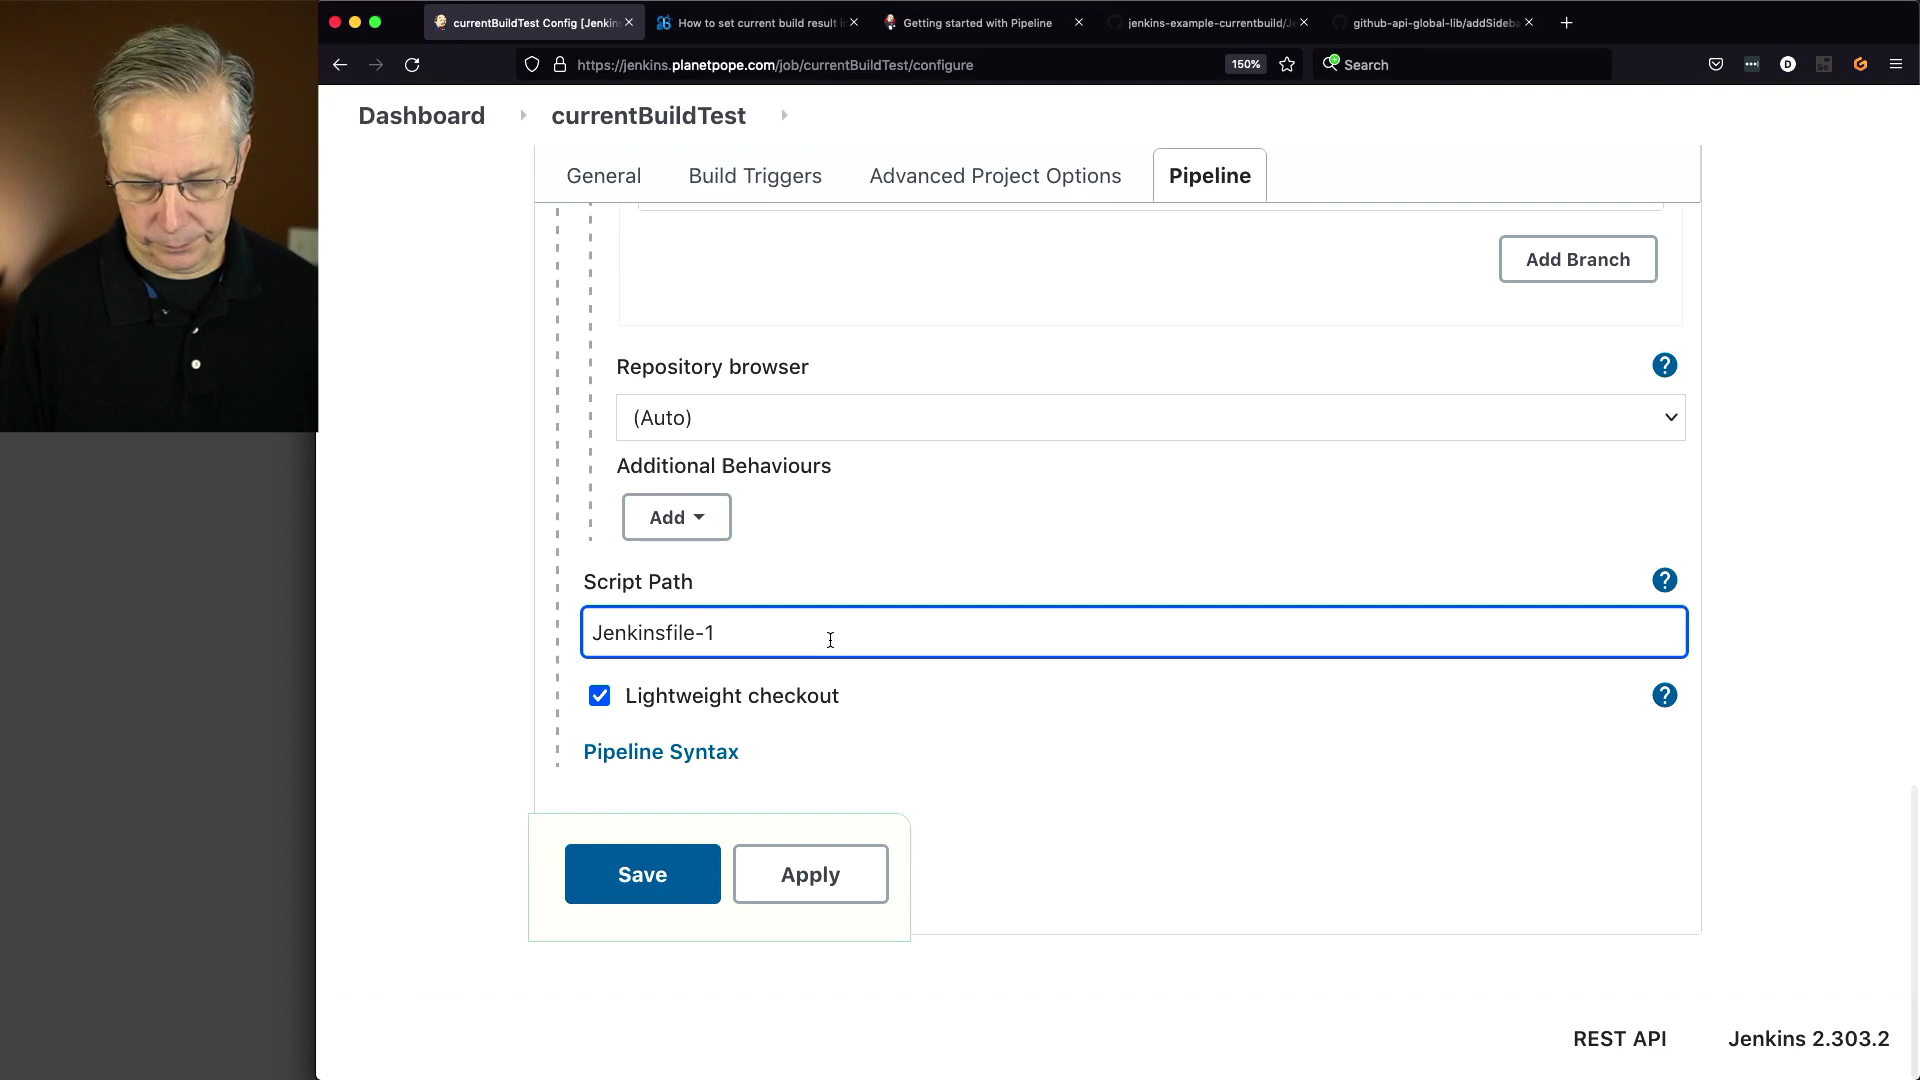 currentBuildTest Config [Jenkin
How to set current build result i
Getting started with Pipeline
jenkins-example-currentbuild/Je
github-api-global-lib/addSideba
https://jenkins.planetpope.com/job/currentBuildTest/configure
150%
Search
Dashboard
currentBuildTest
General
Build Triggers
Advanced Project Options
Pipeline
Add Branch
Repository browser
?
(Auto)
Additional Behaviours
Add
Script Path
?
Jenkinsfile-1
Lightweight checkout
?
Pipeline Syntax
Save
Apply
REST API
Jenkins 2.303.2